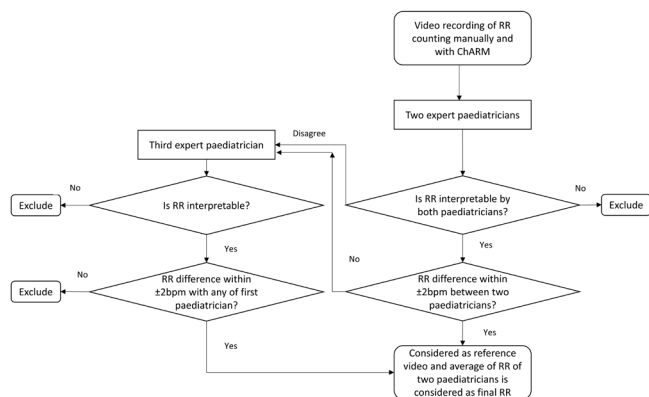 Video recording of RR
counting manually and
with ChARM
Two expert paediatricians
Disagree
Third expert paediatrician
No
Is RR interpretable?
Exclude
Is RR interpretable by
both paediatricians?
No
Exclude
Yes
Yes
No
RR difference within
±2bpm with any of first
paediatrician?
Exclude
No
RR difference within
±2bpm between two
paediatricians?
Yes
Yes
Considered as reference
video and average of RR of
two paediatricians is
considered as final RR